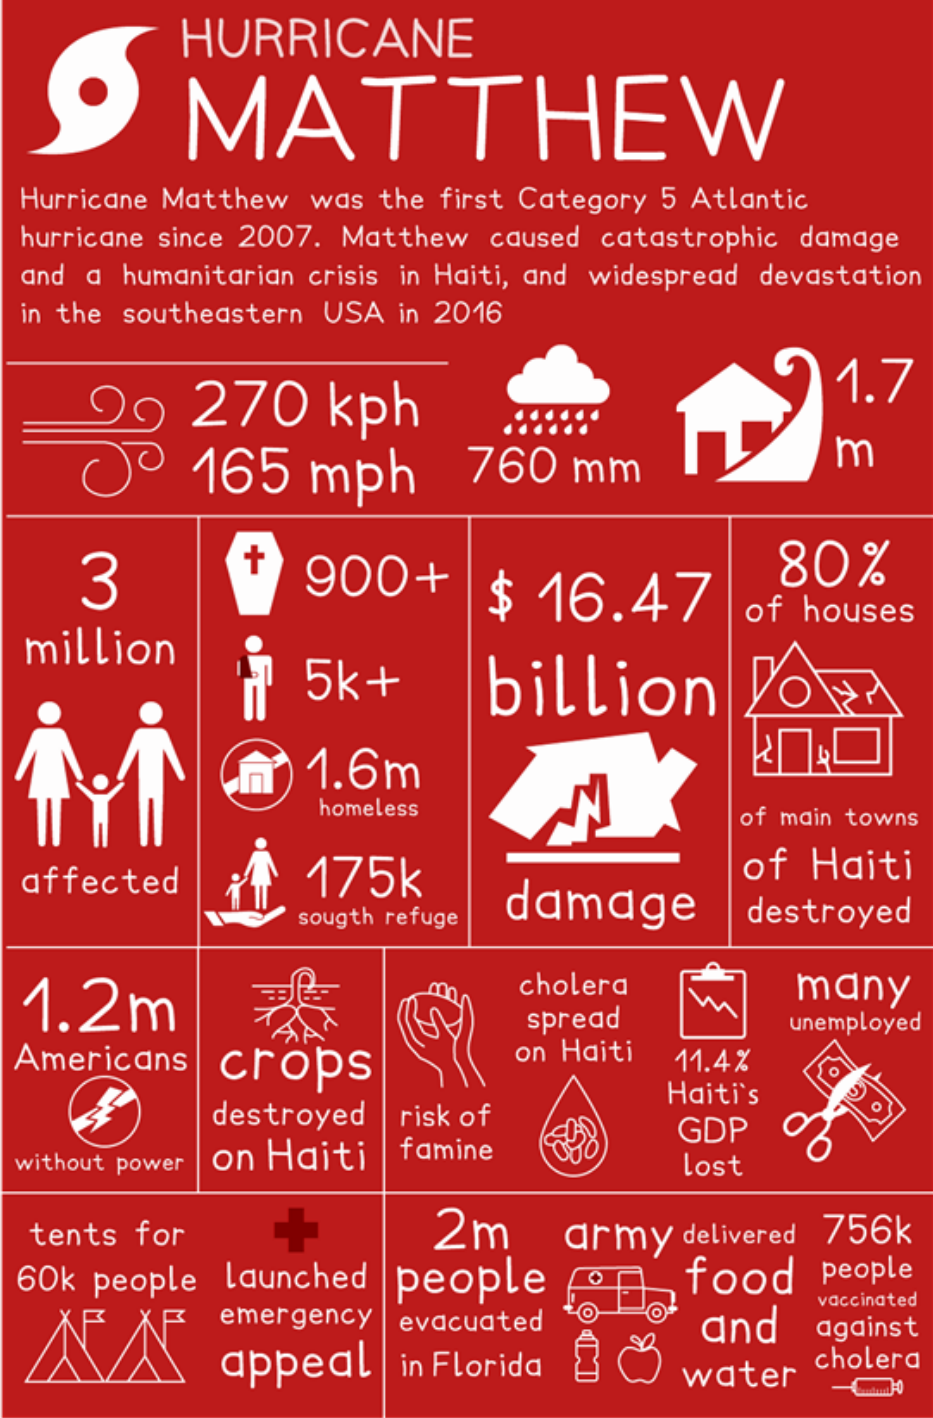 HURRICANE
MATTHEW
Hurricane Matthew was the first Category 5 Atlantic
hurricane since 2007. Matthew caused catastrophic damage
and a humanitarian crisis in Haiti, and widespread devastation
in the southeastern USA in 2016
270 kph
165 mph
760 mm
1.7
m
3
million
affected
900+
5k+
1.6m
homeless
175k
sougth refuge
$ 16.47
billion
damage
80%
of houses
of main towns
of Haiti
destroyed
1.2m
Americans
without power
crops
destroyed
on Haiti
risk of
famine
cholera
spread
on Haiti
11.4%
Haiti's
GDP
lost
many
unemployed
tents for
60k people
launched
emergency
appeal
2m
people
evacuated
in Florida
army delivered
food
and
water
756k
people
vaccinated
against
cholera